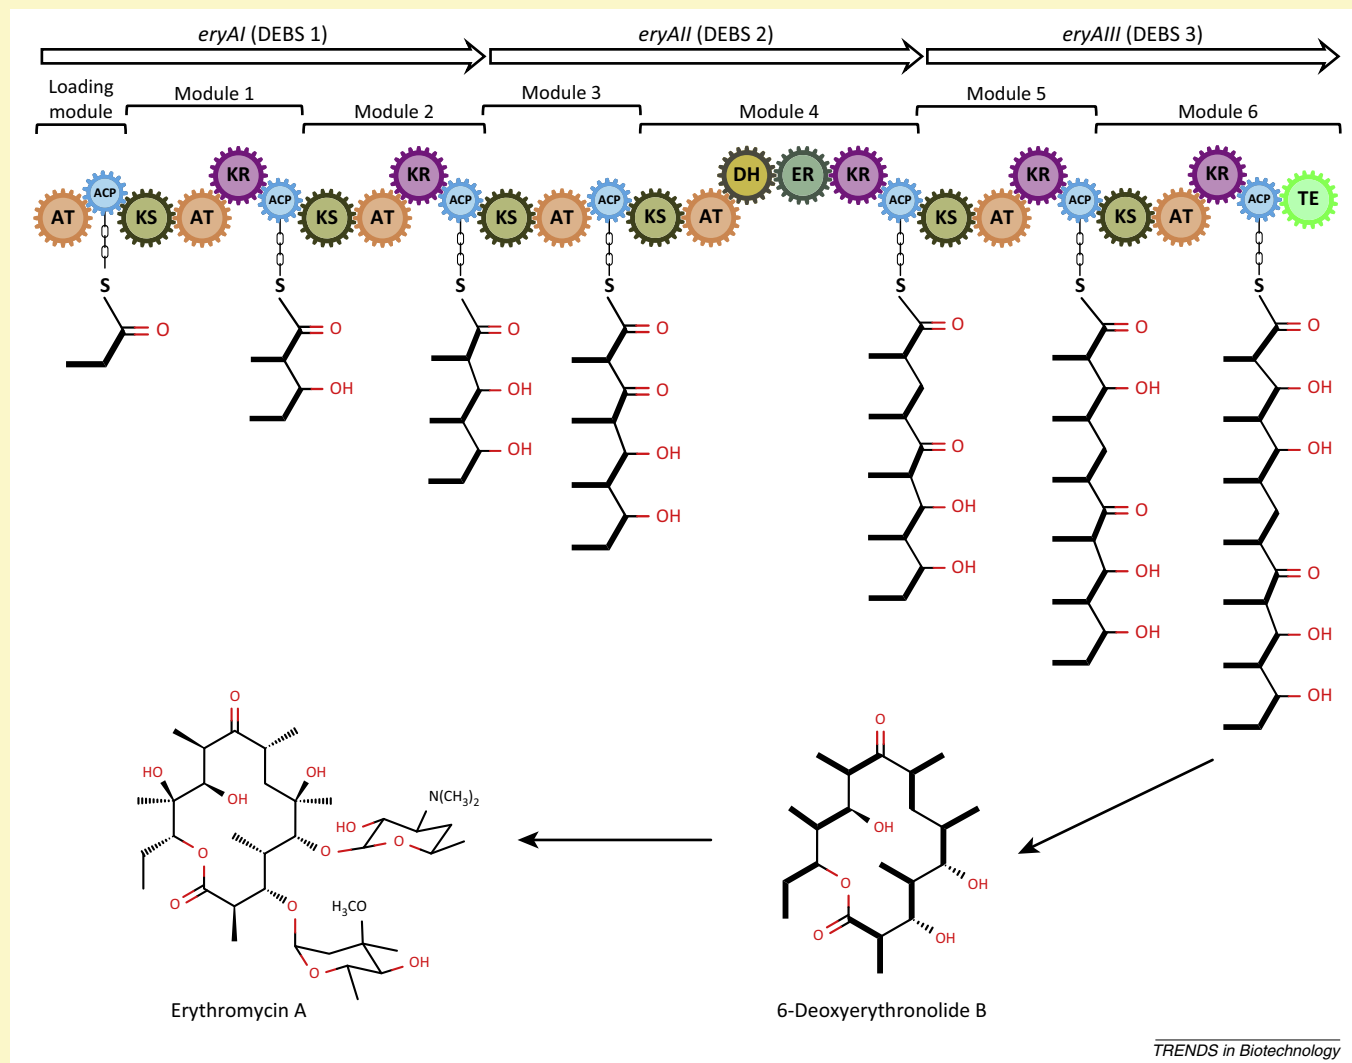 eryAI (DEBS 1) eryAII (DEBS 2) eryAIII (DEBS 3)
Loading module
Module 1 Module 2 Module 3 Module 4 Module 5 Module 6
AT ACP KS AT KR ACP KS AT KR ACP KS AT ACP KS AT DH ER KR ACP KS AT KR ACP KS AT KR ACP TE
S S S S S S S
O
O
OH
O
OH
OH
O
O
OH
OH
O
O
OH
OH
O
OH
O
OH
OH
O
OH
OH
O
OH
OH
O
HO
OH
OH
N(CH3)2
HO
O
O
O
O
O
H3CO
O
OH
Erythromycin A
O
OH
O
OH
O
OH
6-Deoxyerythronolide B
TRENDS in Biotechnology